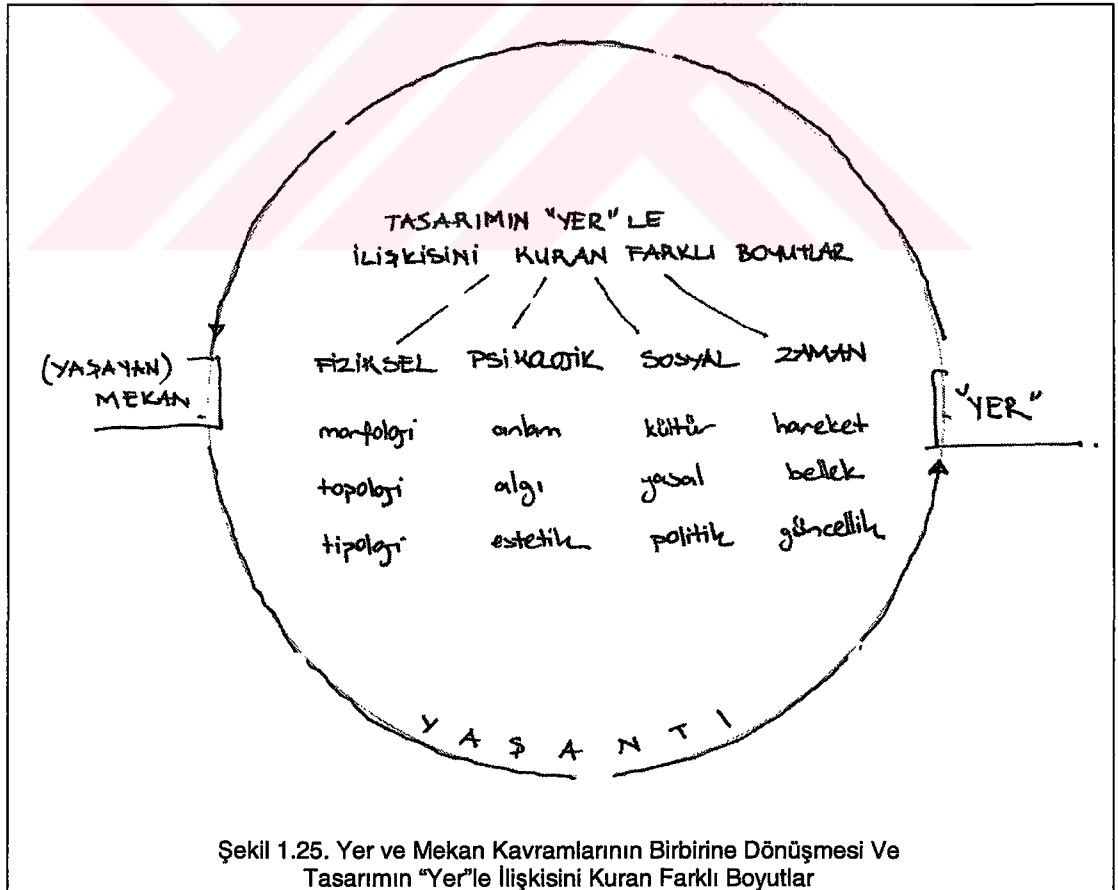 TASARIMIN "YER" LE
İLİŞKİSİNİ KURAN FARKLI BOYUTLAR
(YAŞAYAN)
MEKAN
FİZİKSEL PSİKOLOJİK SOSYAL ZAMAN
"YER"
morfoloji anlam kültür hareket
topoloji algı yasal bellek
tipoloji estetik politik güncellik
YAŞANTI
Şekil 1.25. Yer ve Mekan Kavramlarının Birbirine Dönüşmesi Ve
Tasarımın "Yer"le İlişkisini Kuran Farklı Boyutlar